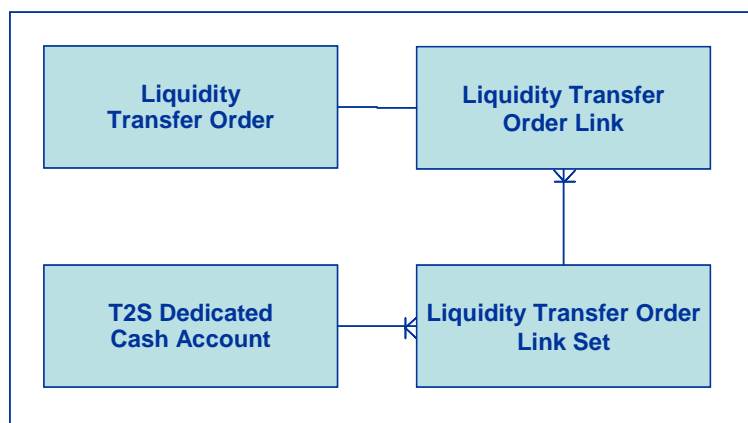 Liquidity
Transfer Order
Liquidity Transfer
Order Link
T2S Dedicated
Cash Account
Liquidity Transfer Order
Link Set